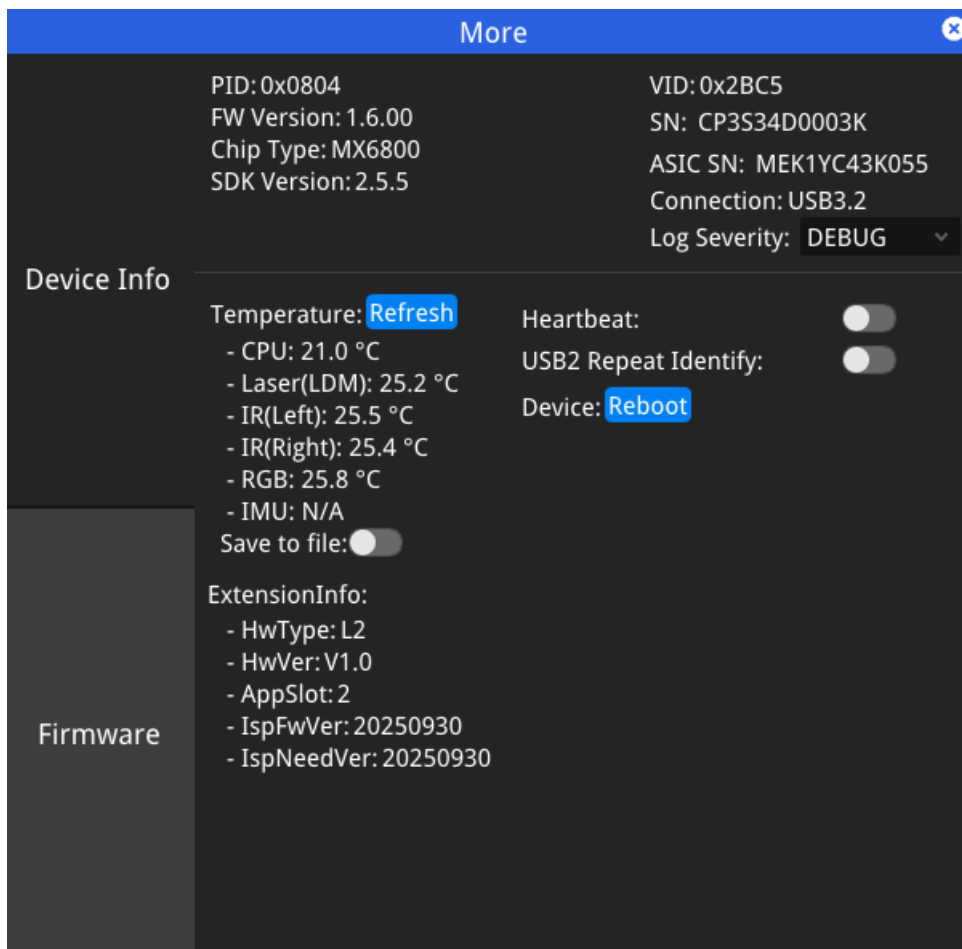 More
PID: 0x0804
FW Version: 1.6.00
Chip Type: MX6800
SDK Version: 2.5.5
VID: 0x2BC5
SN: CP3S34D0003K
ASIC SN: MEK1YC43K055
Connection: USB3.2
Log Severity: DEBUG
Device Info
Temperature: Refresh
- CPU: 21.0 °C
- Laser(LDM): 25.2 °C
- IR(Left): 25.5 °C
- IR(Right): 25.4 °C
- RGB: 25.8 °C
- IMU: N/A
Save to file:
Heartbeat:
USB2 Repeat Identify:
Device: Reboot
ExtensionInfo:
- HwType: L2
- HwVer: V1.0
- AppSlot: 2
- IspFwVer: 20250930
- IspNeedVer: 20250930
Firmware